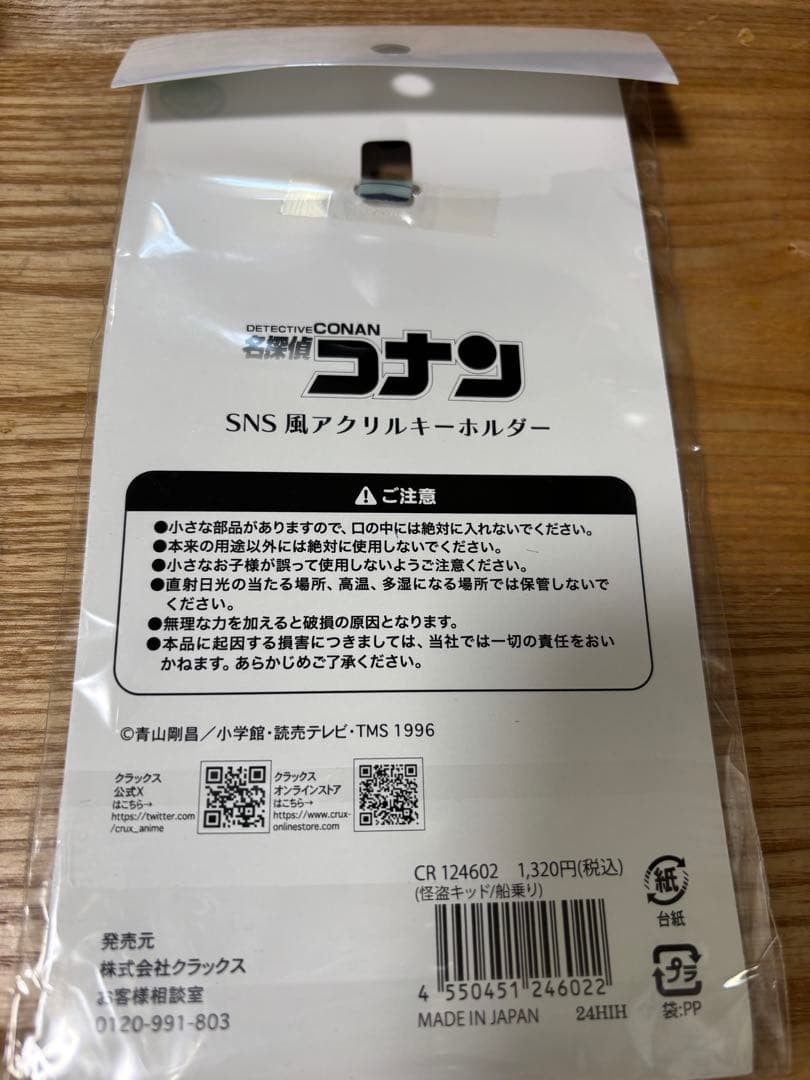 DETECTIVE CONAN
名探偵コナン
SNS 風アクリルキーホルダー
ご注意
●小さな部品がありますので、口の中には絶対に入れないでください。
●本来の用途以外には絶対に使用しないでください。
●小さなお子様が誤って使用しないようご注意ください。
●直射日光の当たる場所、高温、多湿になる場所では保管しないで
ください。
●無理な力を加えると破損の原因となります。
●本品に起因する損害につきましては、当社では一切の責任をおい
かねます。あらかじめご了承ください。
©青山剛昌／小学館・読売テレビ・TMS 1996
クラックス
公式X
はこちら→
https://twitter.com
/crux_anime
クラックス
オンラインストア
はこちら→
https://www.crux-
onlinestore.com
CR 124602 1,320円(税込)
(怪盗キッド/船乗り)
4 550451 246022
MADE IN JAPAN 24HIH
紙
台紙
プラ
袋:PP
発売元
株式会社クラックス
お客様相談室
0120-991-803